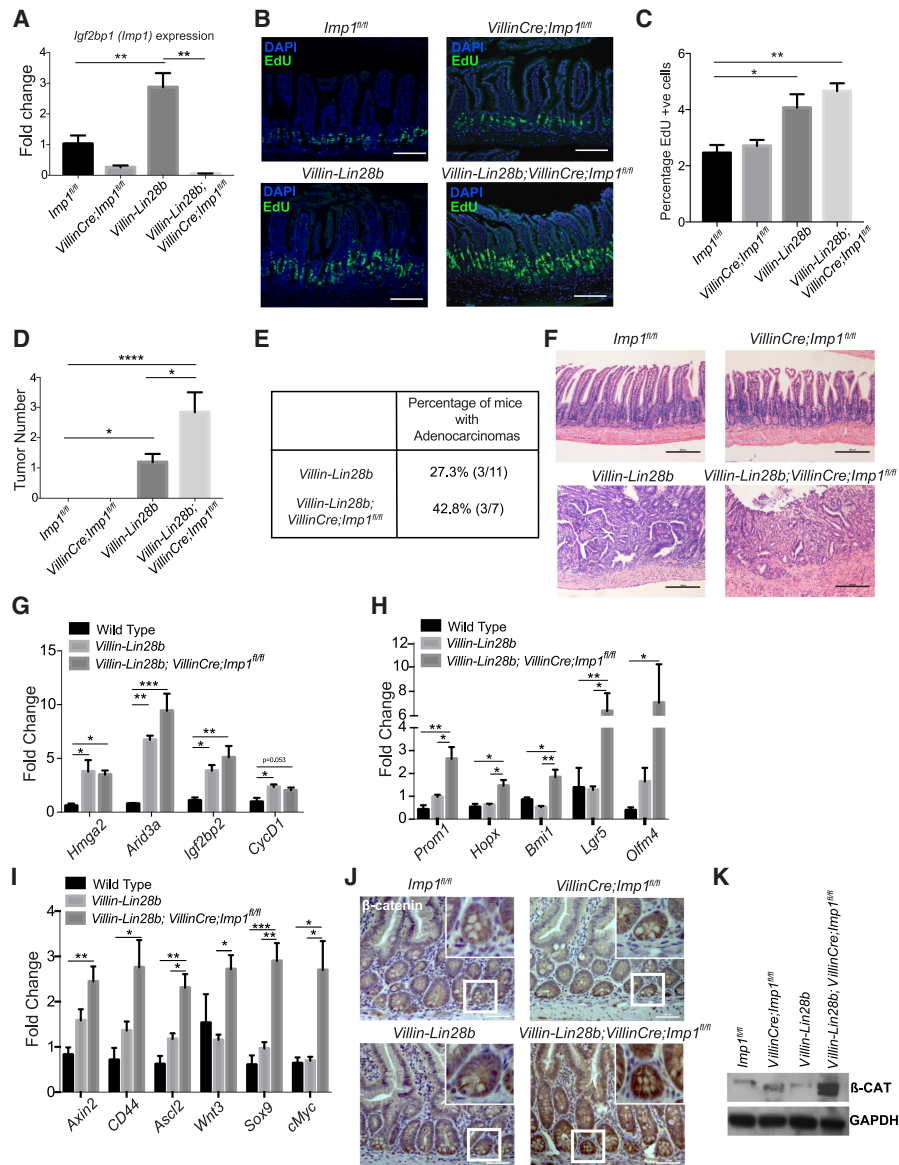 A
Igf2bp1 (Imp1) expression
**
**
Fold change
4
3
2
1
0
Imp1fl/fl
VillinCre;Imp1fl/fl
Villin-Lin28b
Villin-Lin28b;
VillinCre;Imp1fl/fl
B
Imp1fl/fl
VillinCre;Imp1fl/fl
DAPI
EdU
DAPI
EdU
Villin-Lin28b
Villin-Lin28b;VillinCre;Imp1fl/fl
DAPI
EdU
DAPI
EdU
C
**
*
Percentage EdU +ve cells
6
4
2
0
Imp1fl/fl
VillinCre;Imp1fl/fl
Villin-Lin28b
Villin-Lin28b;
VillinCre;Imp1fl/fl
D
****
*
*
Tumor Number
4
3
2
1
0
Imp1fl/fl
VillinCre;Imp1fl/fl
Villin-Lin28b
Villin-Lin28b;
VillinCre;Imp1fl/fl
E
Percentage of mice
with
Adenocarcinomas
Villin-Lin28b
27.3% (3/11)
Villin-Lin28b;
VillinCre;Imp1fl/fl
42.8% (3/7)
F
Imp1fl/fl
VillinCre;Imp1fl/fl
Villin-Lin28b
Villin-Lin28b;VillinCre;Imp1fl/fl
G
Wild Type
Villin-Lin28b
Villin-Lin28b; VillinCre;Imp1fl/fl
Fold Change
15
10
5
0
*
*
***
**
**
*
p=0.053
*
Hmga2
Arid3a
Igf2bp2
CycD1
H
Wild Type
Villin-Lin28b
Villin-Lin28b; VillinCre;Imp1fl/fl
Fold Change
12
10
8
6
4
3
2
1
0
**
*
*
*
*
**
**
*
*
Prom1
Hopx
Bmi1
Lgr5
Olfm4
I
Wild Type
Villin-Lin28b
Villin-Lin28b; VillinCre;Imp1fl/fl
Fold Change
4
3
2
1
0
**
*
**
*
*
***
**
*
*
Axin2
CD44
Ascl2
Wnt3
Sox9
cMyc
J
Imp1fl/fl
VillinCre;Imp1fl/fl
ß-catenin
Villin-Lin28b
Villin-Lin28b;VillinCre;Imp1fl/fl
K
Imp1fl/fl
VillinCre;Imp1fl/fl
Villin-Lin28b
Villin-Lin28b; VillinCre;Imp1fl/fl
ß-CAT
GAPDH